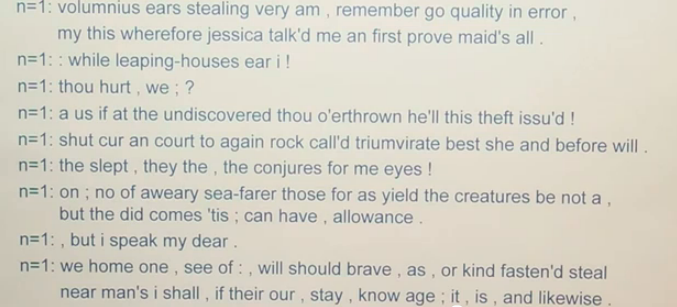 n=1: volumnius ears stealing very am , remember go quality in error ,
my this wherefore jessica talk'd me an first prove maid's all .
n=1: : while leaping-houses ear i !
n=1: thou hurt , we ; ?
n=1: a us if at the undiscovered thou o'erthrown he'll this theft issu'd !
n=1: shut cur an court to again rock call'd triumvirate best she and before will .
n=1: the slept , they the , the conjures for me eyes !
n=1: on ; no of aweary sea-farer those for as yield the creatures be not a ,
but the did comes 'tis ; can have , allowance .
n=1: , but i speak my dear .
n=1: we home one , see of : , will should brave , as , or kind fasten'd steal
near man's i shall , if their our , stay , know age ; it , is , and likewise .